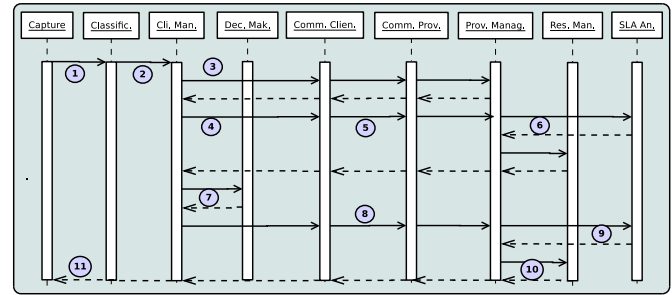 Capture Classific. Cli. Man. Dec. Mak. Comm. Clien. Comm. Prov. Prov. Manag. Res. Man. SLA An.
1 2 3
4 5 6
7
8
9
10
11